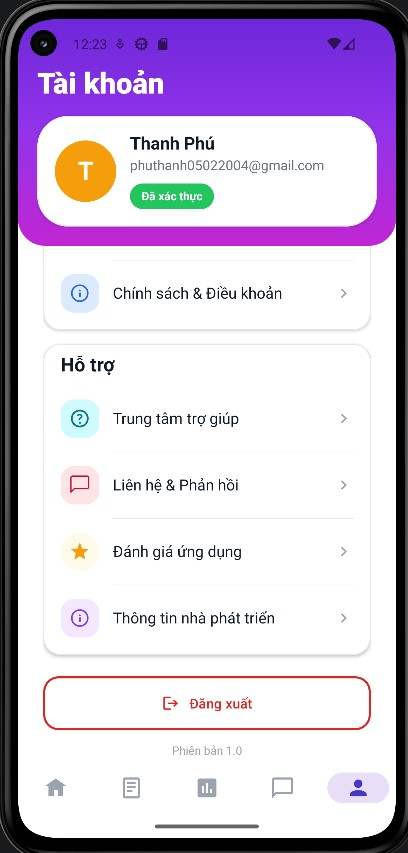 12:23
Tài khoản
T
Thanh Phú
phuthanh05022004@gmail.com
Đã xác thực
Chính sách & Điều khoản
Hỗ trợ
Trung tâm trợ giúp
Liên hệ & Phản hồi
Đánh giá ứng dụng
Thông tin nhà phát triển
Đăng xuất
Phiên bản 1.0